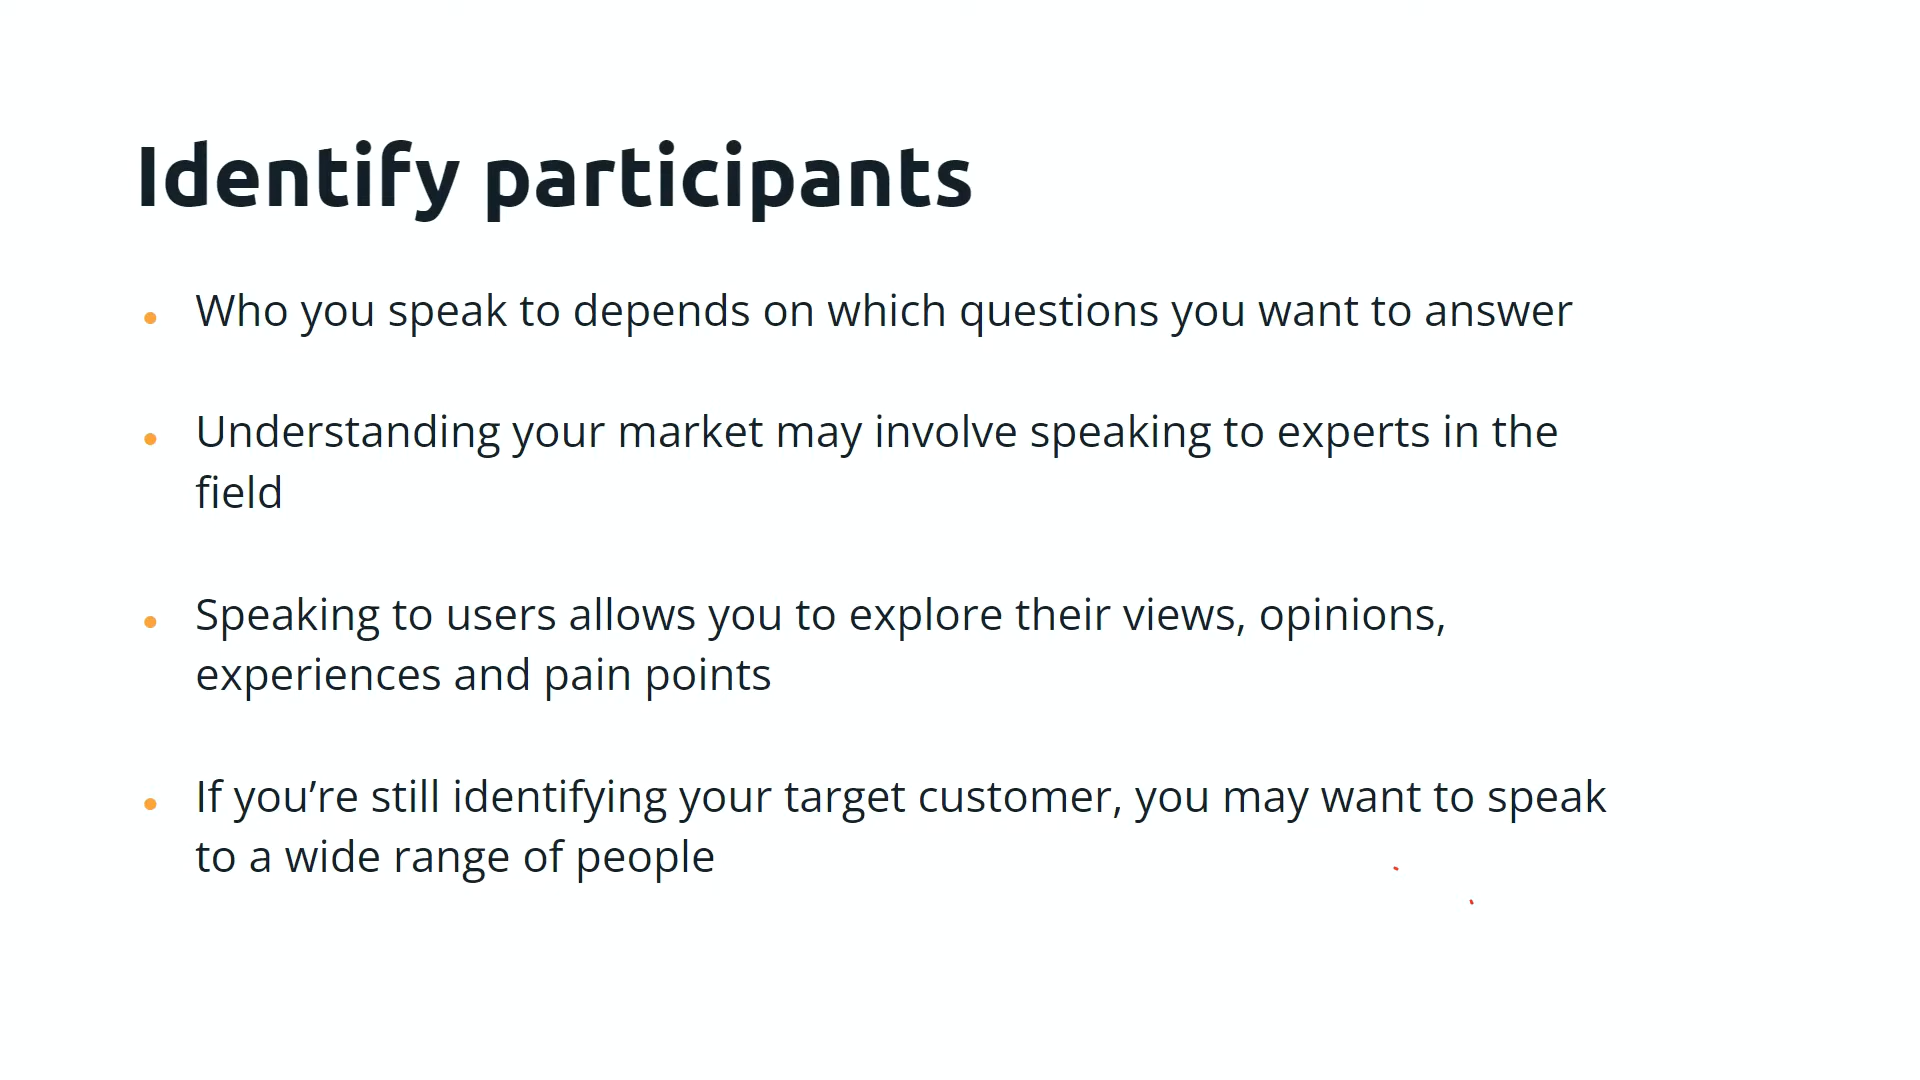 Identify participants
• Who you speak to depends on which questions you want to answer
• Understanding your market may involve speaking to experts in the
field
• Speaking to users allows you to explore their views, opinions,
experiences and pain points
• If you’re still identifying your target customer, you may want to speak
to a wide range of people